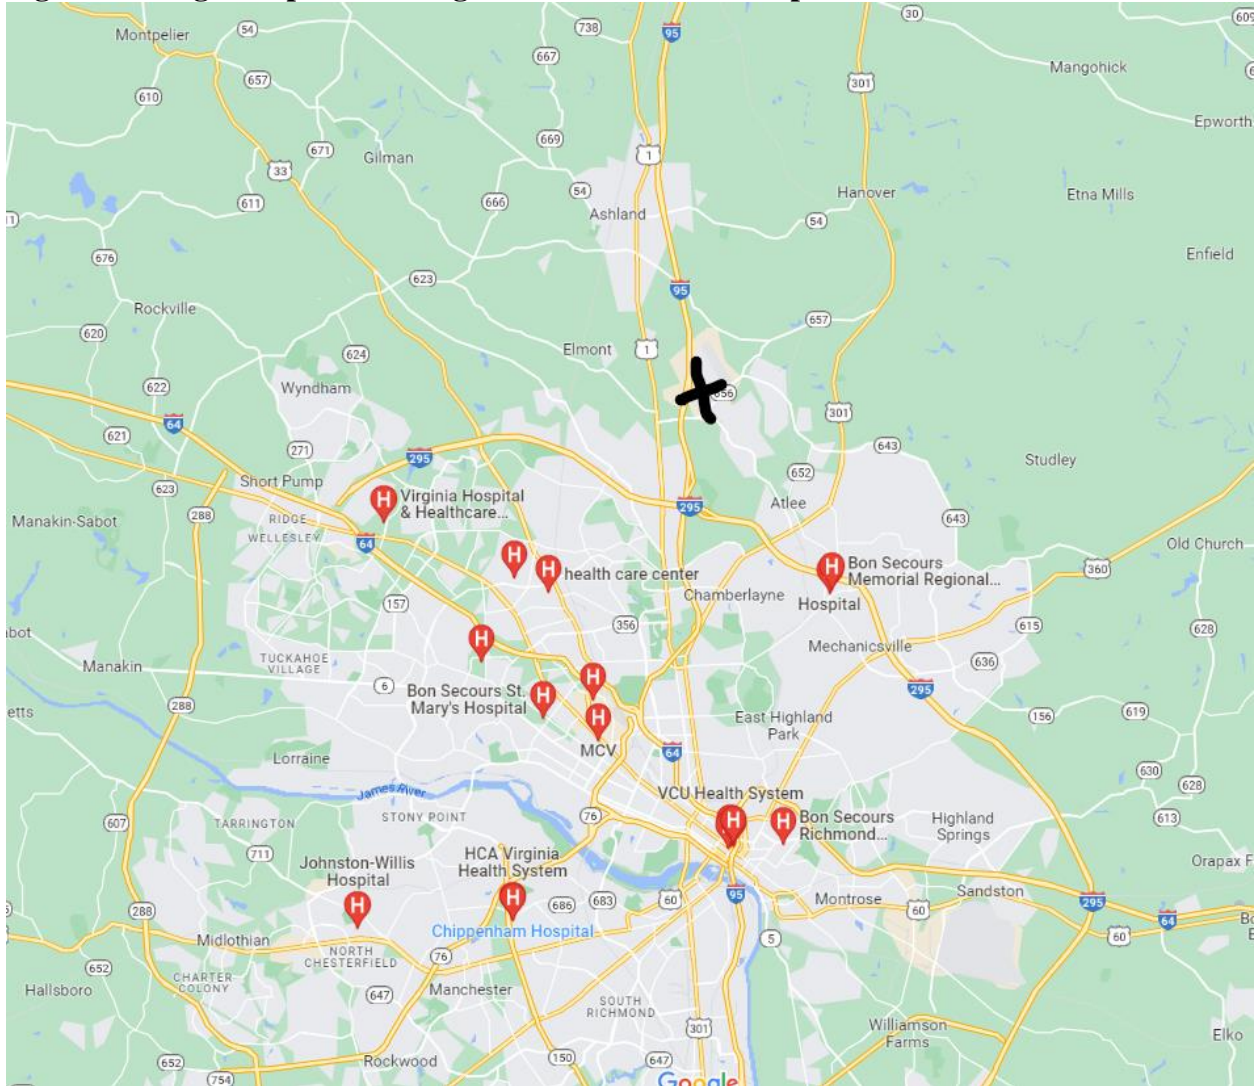 Montpelier
54
738
95
30
609
667
Mangohick
657
301
610
Epworth
669
1
671
Gilman
33
54
Hanover
Etna Mills
611
666
Ashland
54
676
Enfield
623
95
Rockville
657
620
Elmont
1
624
Wyndham
656
622
301
64
621
271
643
295
652
Studley
Short Pump
623
Atlee
H Virginia Hospital
& Healthcare...
288
295
Manakin-Sabot
RIDGE
643
WELLESLEY
64
Old Church
H
H health care center
H Bon Secours
Memorial Regional...
360
Chamberlayne
Hospital
157
356
615
628
H
Mechanicsville
TUCKAHOE
VILLAGE
636
Manakin
6
H
Bon Secours St.
Mary's Hospital
H
295
288
156
619
H
East Highland
Park
MCV
64
Lorraine
630
James River
628
VCU Health System
76
STONY POINT
H
H Bon Secours
Richmond...
Highland
Springs
613
607
TARRINGTON
711
HCA Virginia
Health System
Johnston-Willis
Hospital
Orapax F
H
H
686
683
60
95
Montrose
Sandston
295
288
60
64
Chippenham Hospital
60
Midlothian
NORTH
CHESTERFIELD
76
5
652
CHARTER
COLONY
Hallsboro
647
Manchester
SOUTH
RICHMOND
301
Williamson
Farms
Elko
652
Rockwood
150
647
754
Google